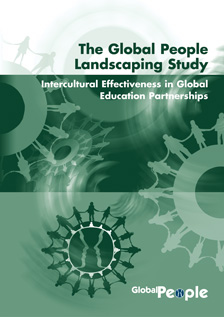 The Global People
Landscaping Study
Intercultural Effectiveness in Global
Education Partnerships
Global People